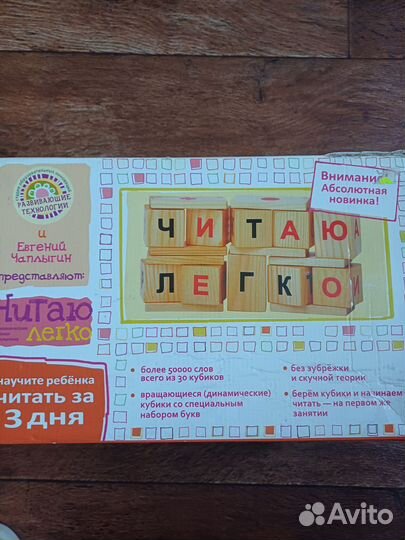 РАЗВИВАЮЩИЕ
ТЕХНОЛОГИИ
и
Евгений
Чаплыгин
представляют:
Читаю
легко
научите ребёнка
читать за
3 дня
Внимание!
Абсолютная
новинка!
ЧИТАЮ
ЛЕГКО
• более 50000 слов
всего из 30 кубиков
• вращающиеся (динамические)
кубики со специальным
набором букв
• без зубрёжки
и скучной теории
• берём кубики и начинаем
читать — на первом же
занятии
Avito